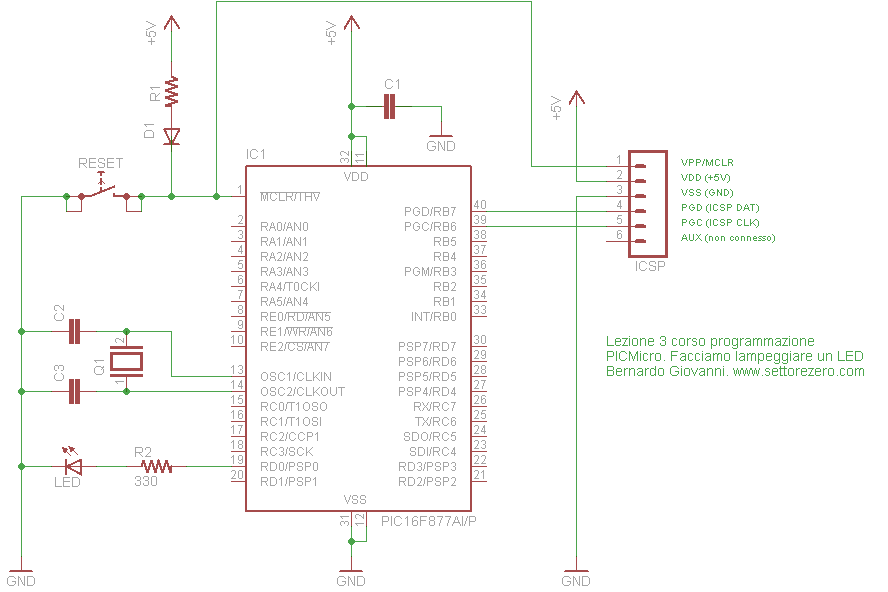 +5V
+5V
+5V
R1
D1
C1
GND
RESET
IC1
32
11
VDD
1
MCLR/THV
2
RA0/AN0
3
RA1/AN1
4
RA2/AN2
5
RA3/AN3
6
RA4/T0CKI
7
RA5/AN4
8
RE0/RD/AN5
9
RE1/WR/AN6
10
RE2/CS/AN7
13
OSC1/CLKIN
14
OSC2/CLKOUT
15
RC0/T1OSO
16
RC1/T1OSI
17
RC2/CCP1
18
RC3/SCK
19
RD0/PSP0
20
RD1/PSP1
PGD/RB7
40
PGC/RB6
39
RB5
38
RB4
37
PGM/RB3
36
RB2
35
RB1
34
INT/RB0
33
PSP7/RD7
30
PSP6/RD6
29
PSP5/RD5
28
PSP4/RD4
27
RX/RC7
26
TX/RC6
25
SDO/RC5
24
SDI/RC4
23
RD3/PSP3
22
RD2/PSP2
21
VSS
31
12
PIC16F877AI/P
C2
C3
Q1
2
1
LED
R2
330
1
VPP/MCLR
2
VDD (+5V)
3
VSS (GND)
4
PGD (ICSP DAT)
5
PGC (ICSP CLK)
6
AUX (non connesso)
ICSP
Lezione 3 corso programmazione
PICMicro. Facciamo lampeggiare un LED
Bernardo Giovanni. www.settorezero.com
GND
GND
GND